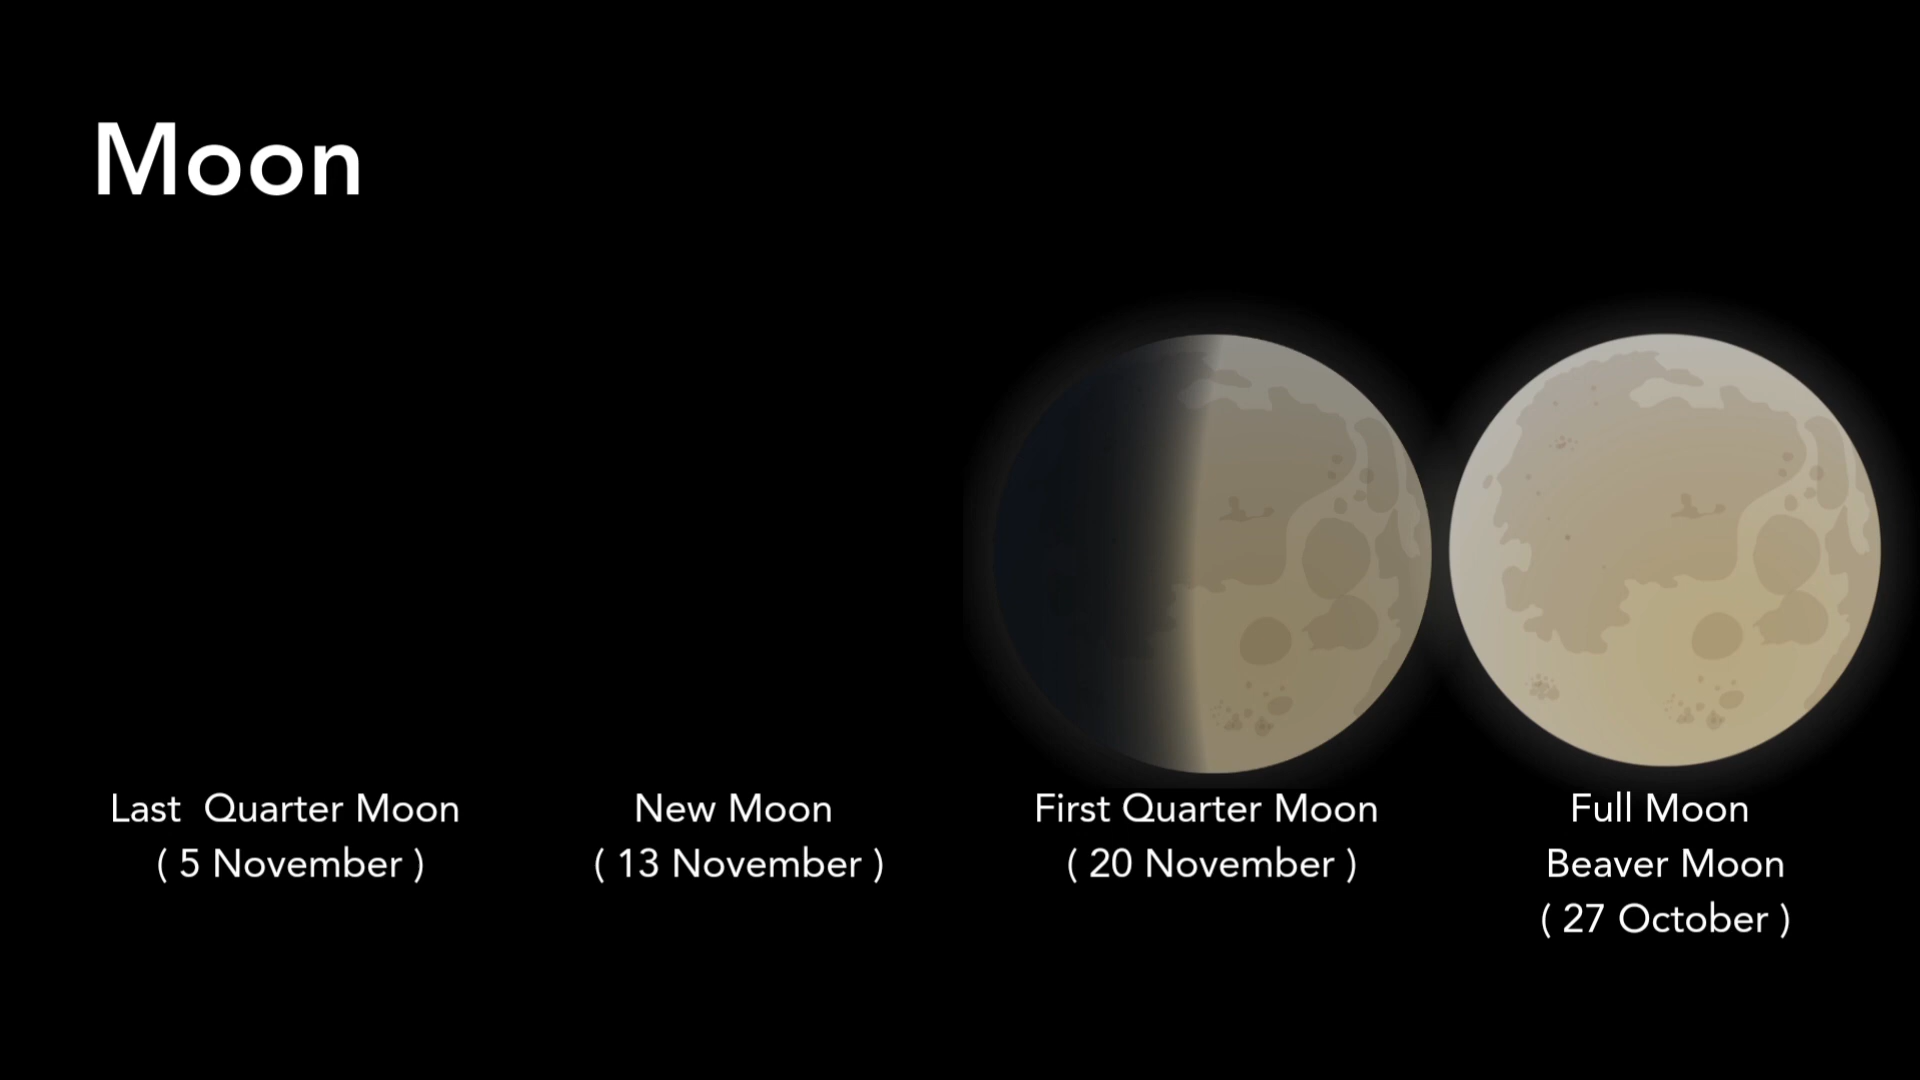 Moon
Last  Quarter Moon
( 5 November )
New Moon
( 13 November )
First Quarter Moon
( 20 November )
Full Moon
Beaver Moon
( 27 October )